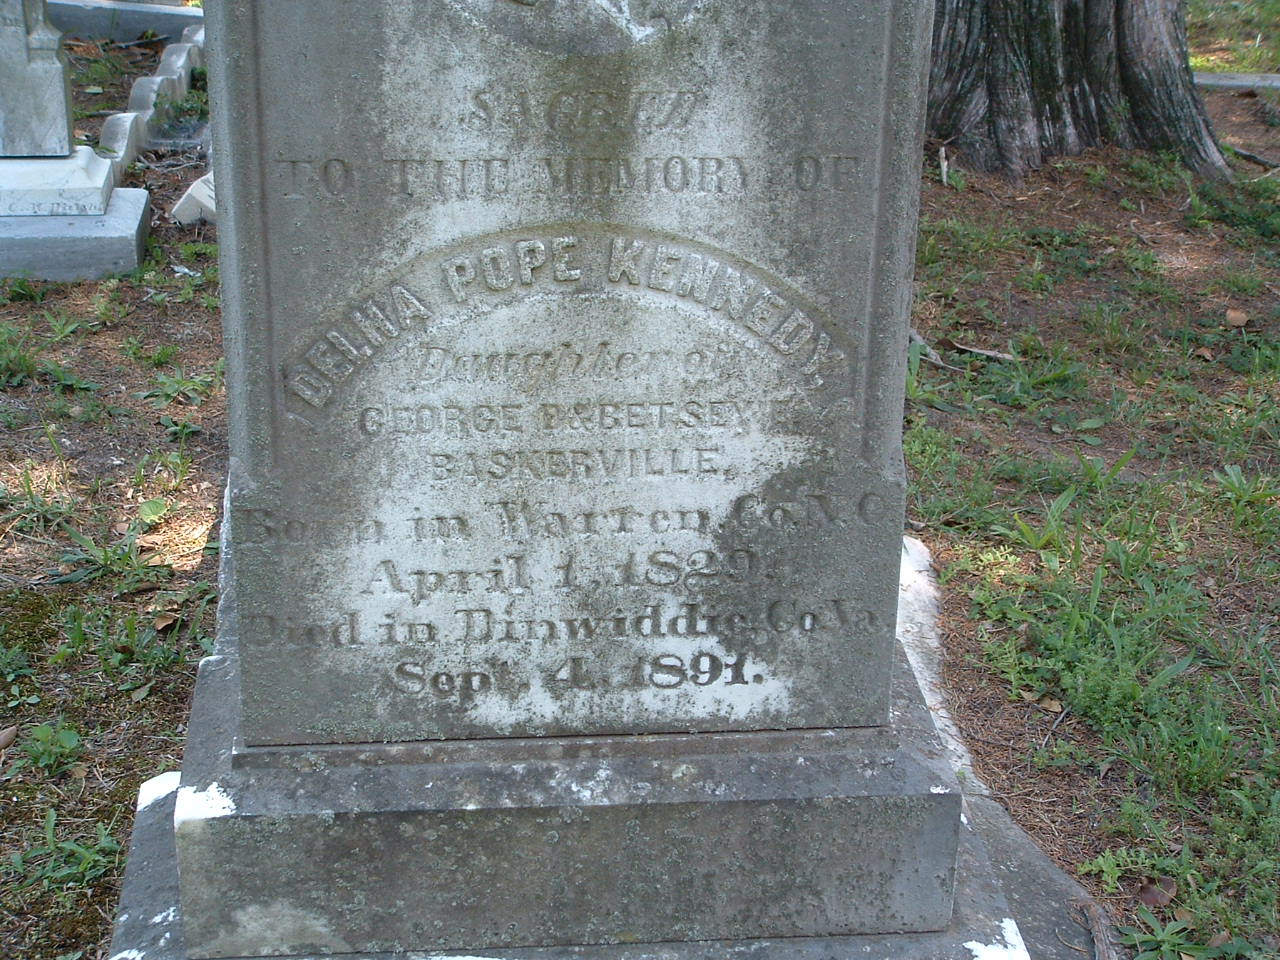 SACRED
TO THE MEMORY OF
DELHA POPE KENNEDY
Daughter of
GEORGE D & BETSEY E.
BASKERVILLE.
Born in Warren, Co. N. C.
April 1, 1829.
Died in Dinwiddie, Co. Va.
Sept. 4, 1891.